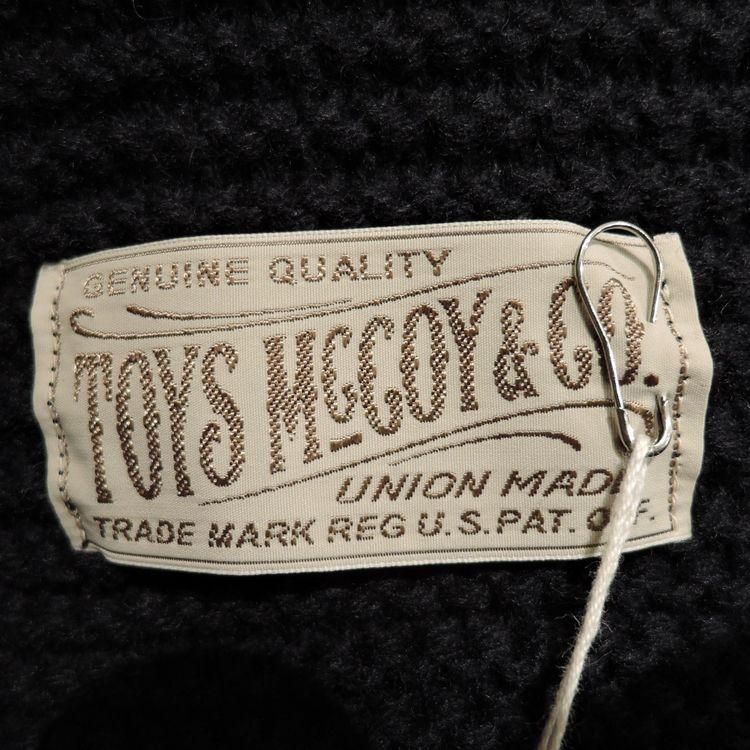 GENUINE QUALITY
TOYS McCOY & CO.
UNION MADE
TRADE MARK REG U.S. PAT. OFF.